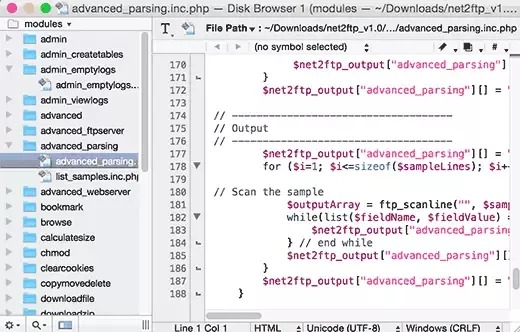 advanced_parsing.inc.php — Disk Browser 1 (modules — ~/Downloads/net2ftp_v1....
modules
File Path ▾ : ~/Downloads/net2ftp_v1.0/.../advanced_parsing.inc.php
(no symbol selected)
admin
admin_createtables
admin_emptylogs
admin_emptylogs...
admin_viewlogs
advanced
advanced_ftpserver
advanced_parsing
advanced_parsing.
list_samples.inc.php
advanced_webserver
bookmark
browse
calculatesize
chmod
clearcookies
copymovedelete
downloadfile
downloadzip
170 $net2ftp_output["advanced_parsing"]
171 }
172 $net2ftp_output["advanced_parsing"][] = "
173
174 // -------------------------------------
175 // Output
176 // -------------------------------------
177 $net2ftp_output["advanced_parsing"][] = "
178 for ($i=1; $i<=sizeof($sampleLines); $i+
179
180 // Scan the sample
181 $outputArray = ftp_scanline("", $samp
182 while(list($fieldName, $fieldValue) =
183 $net2ftp_output["advanced_parsing
184 } // end while
185 $net2ftp_output["advanced_parsing"][]
186 }
187 $net2ftp_output["advanced_parsing"][] = "
188 }
Line 1 Col 1 HTML Unicode (UTF-8) Windows (CRLF)